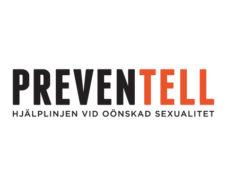 PREVENTELL
HJÄLPLINJEN VID OÖNSKAD SEXUALITET